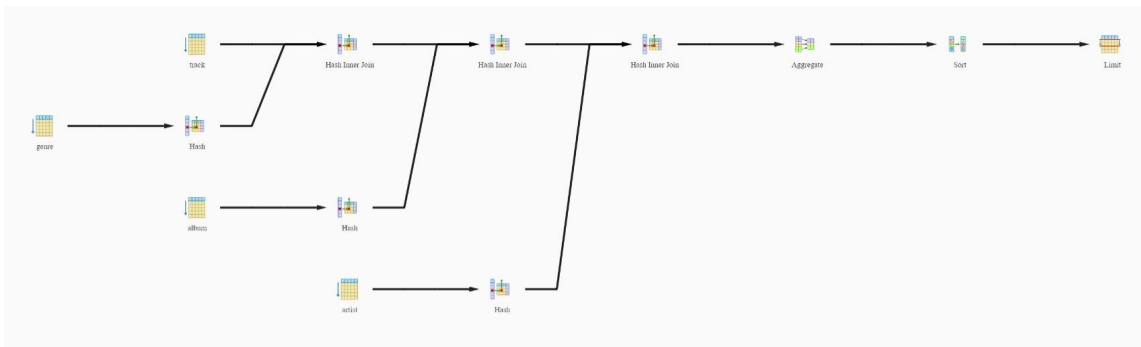 track
Hash Inner Join
Hash Inner Join
Hash Inner Join
Aggregate
Sort
Limit
genre
Hash
album
Hash
artist
Hash